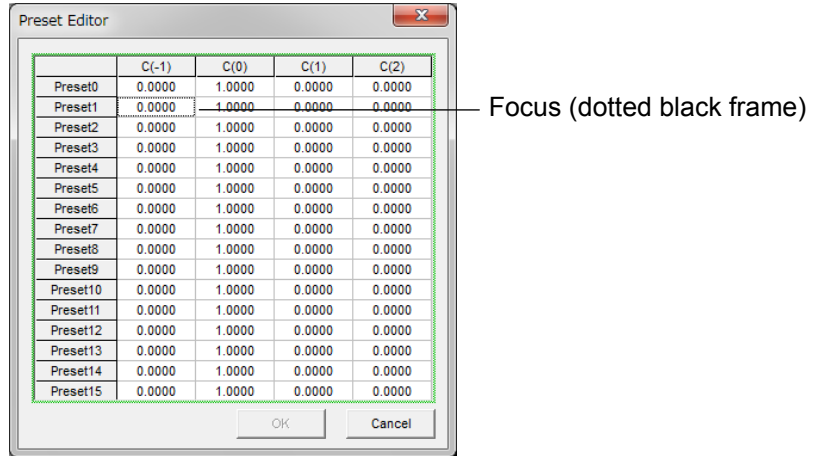 Preset Editor
C(-1) C(0) C(1) C(2)
Preset0 0.0000 1.0000 0.0000 0.0000
Preset1 0.0000 1.0000 0.0000 0.0000 Focus (dotted black frame)
Preset2 0.0000 1.0000 0.0000 0.0000
Preset3 0.0000 1.0000 0.0000 0.0000
Preset4 0.0000 1.0000 0.0000 0.0000
Preset5 0.0000 1.0000 0.0000 0.0000
Preset6 0.0000 1.0000 0.0000 0.0000
Preset7 0.0000 1.0000 0.0000 0.0000
Preset8 0.0000 1.0000 0.0000 0.0000
Preset9 0.0000 1.0000 0.0000 0.0000
Preset10 0.0000 1.0000 0.0000 0.0000
Preset11 0.0000 1.0000 0.0000 0.0000
Preset12 0.0000 1.0000 0.0000 0.0000
Preset13 0.0000 1.0000 0.0000 0.0000
Preset14 0.0000 1.0000 0.0000 0.0000
Preset15 0.0000 1.0000 0.0000 0.0000
OK Cancel